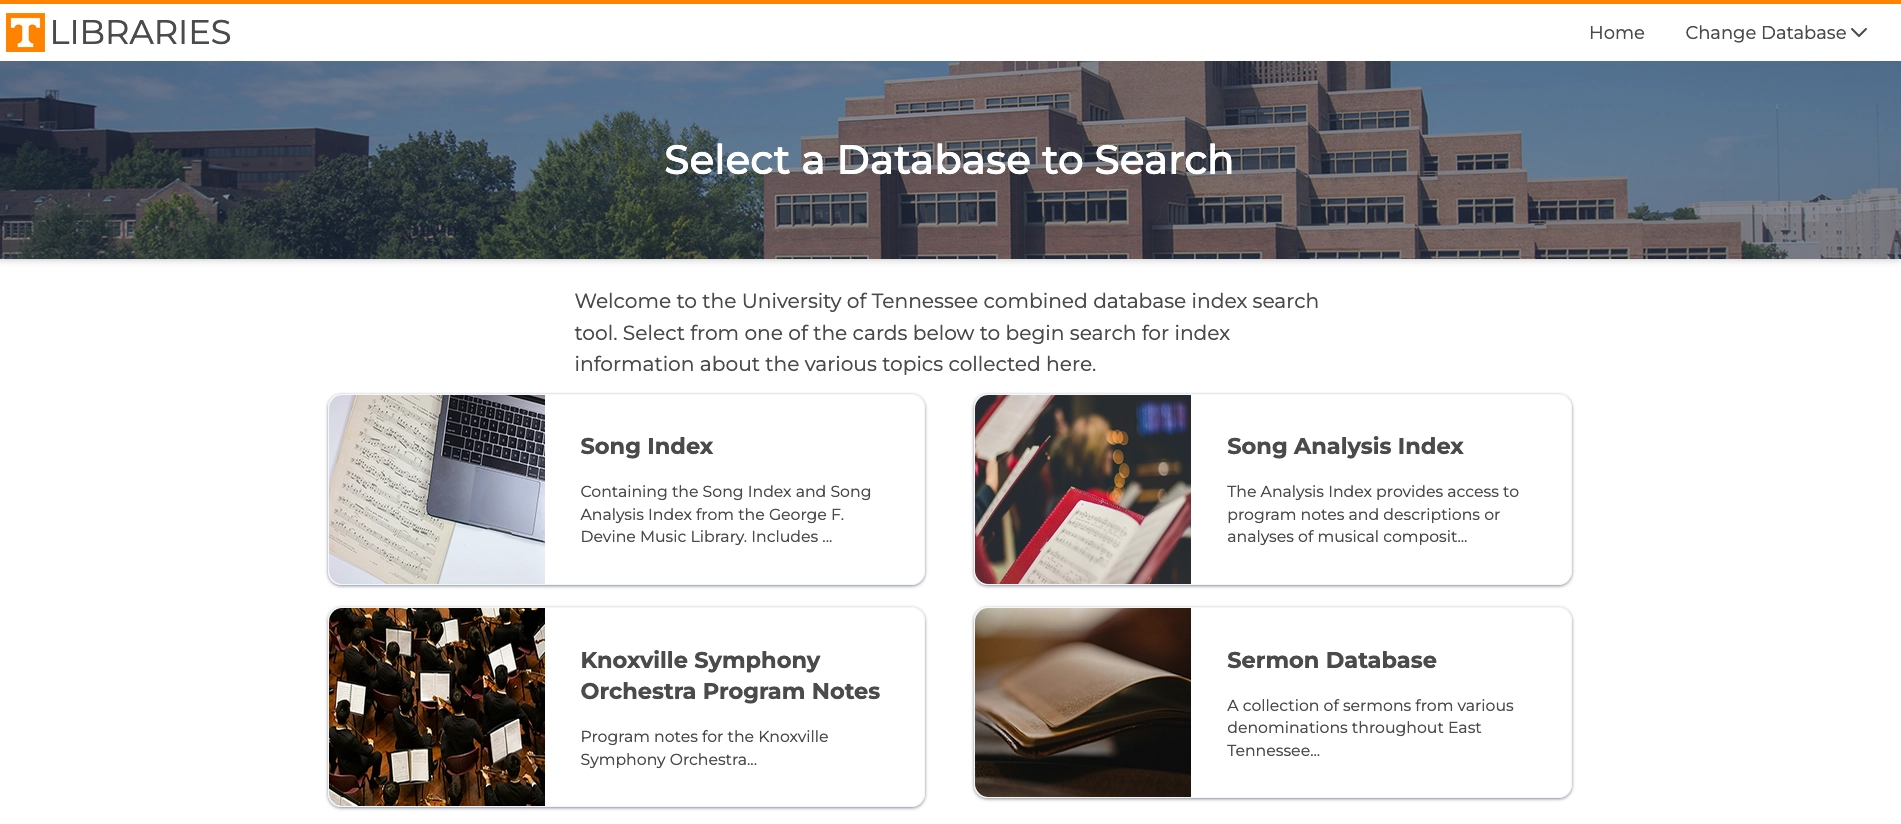 T LIBRARIES
Home
Change Database
Select a Database to Search
Welcome to the University of Tennessee combined database index search
tool. Select from one of the cards below to begin search for index
information about the various topics collected here.
Song Index
Containing the Song Index and Song
Analysis Index from the George F.
Devine Music Library. Includes ...
Song Analysis Index
The Analysis Index provides access to
program notes and descriptions or
analyses of musical composit...
Knoxville Symphony
Orchestra Program Notes
Program notes for the Knoxville
Symphony Orchestra...
Sermon Database
A collection of sermons from various
denominations throughout East
Tennessee...